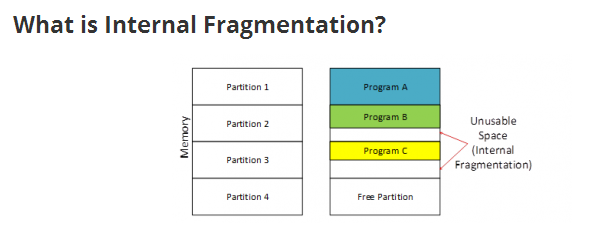 What is Internal Fragmentation?
Memory
Partition 1
Partition 2
Partition 3
Partition 4
Program A
Program B
Program C
Free Partition
Unusable
Space
(Internal
Fragmentation)